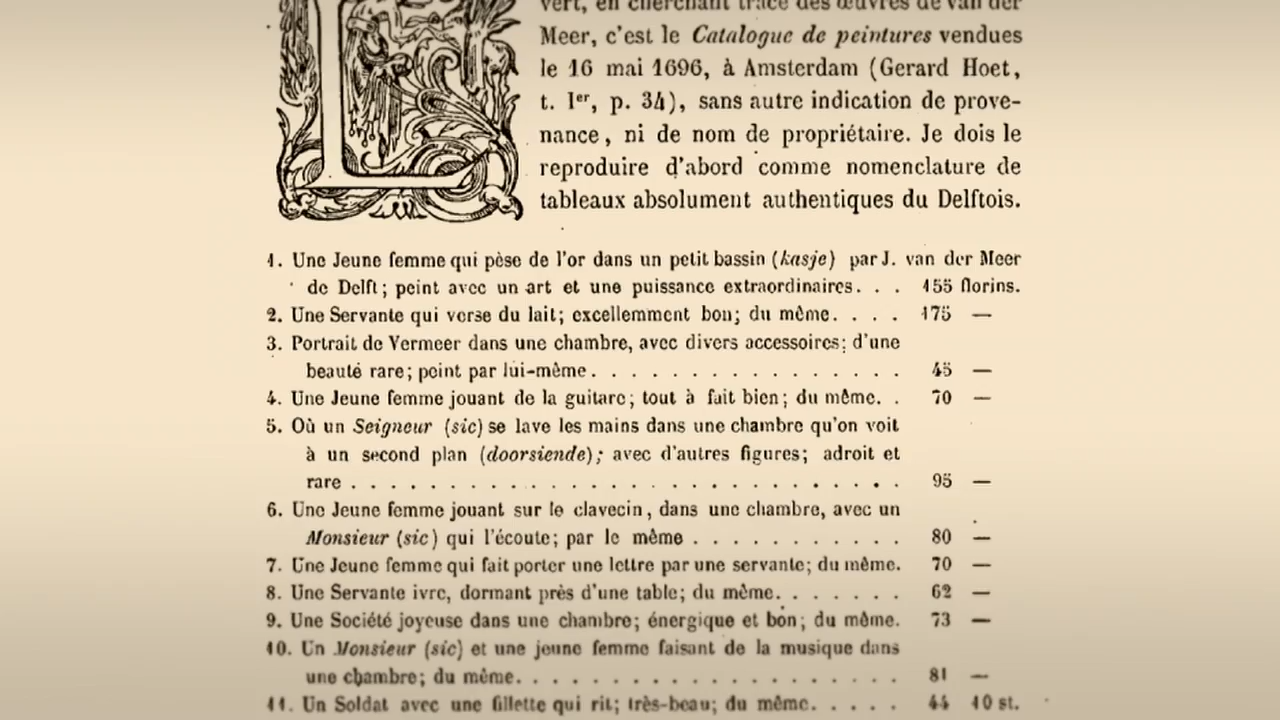 vert, en cherchant trace des œuvres de van der
Meer, c'est le Catalogue de peintures vendues
le 16 mai 1696, à Amsterdam (Gerard Hoet,
t. Ier, p. 34), sans autre indication de prove-
nance, ni de nom de propriétaire. Je dois le
reproduire d'abord comme nomenclature de
tableaux absolument authentiques du Delftois.
1. Une Jeune femme qui pèse de l'or dans un petit bassin (kasje) par J. van der Meer
de Delft; peint avec un art et une puissance extraordinaires. . . 155 florins.
2. Une Servante qui verse du lait; excellemment bon; du même. . . . 175 —
3. Portrait de Vermeer dans une chambre, avec divers accessoires; d'une
beauté rare; peint par lui-même. . . . . . . . . . . . . . . 45 —
4. Une Jeune femme jouant de la guitare; tout à fait bien; du même. . 70 —
5. Où un Seigneur (sic) se lave les mains dans une chambre qu'on voit
à un second plan (doorsiende); avec d'autres figures; adroit et
rare . . . . . . . . . . . . . . . . . . . . . . . . . . . 95 —
6. Une Jeune femme jouant sur le clavecin, dans une chambre, avec un
Monsieur (sic) qui l'écoute; par le même . . . . . . . . . . . 80 —
7. Une Jeune femme qui fait porter une lettre par une servante; du même. 70 —
8. Une Servante ivre, dormant près d'une table; du même. . . . . . . 62 —
9. Une Société joyeuse dans une chambre; énergique et bon; du même. 73 —
10. Un Monsieur (sic) et une jeune femme faisant de la musique dans
une chambre; du même. . . . . . . . . . . . . . . . . . . 81 —
11. Un Soldat avec une fillette qui rit; très-beau; du même. . . . . 44 10 st.